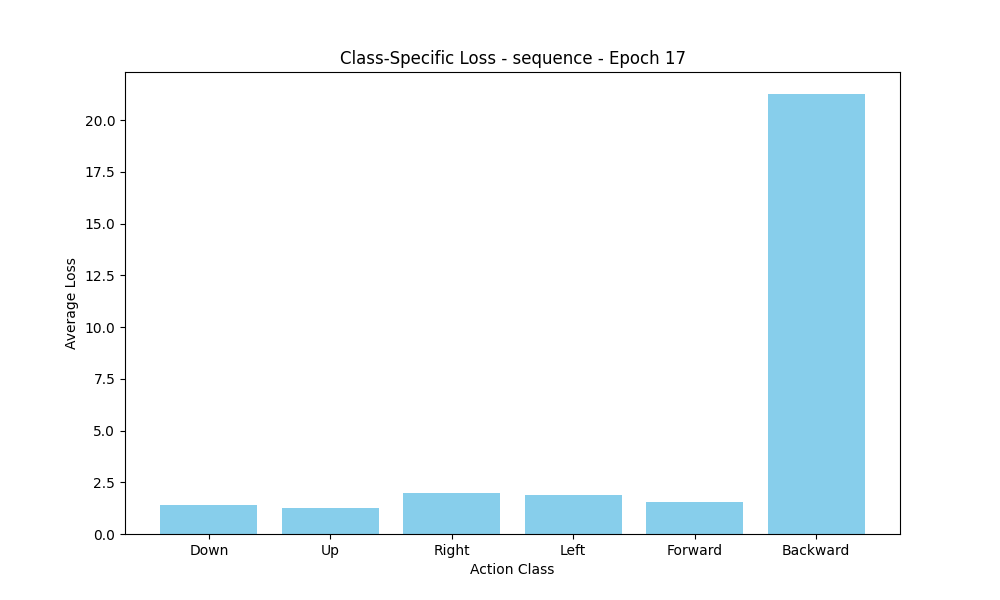 Class-Specific Loss - sequence - Epoch 17
Average Loss
20.0
17.5
15.0
12.5
10.0
7.5
5.0
2.5
0.0
Down Up Right Left Forward Backward
Action Class